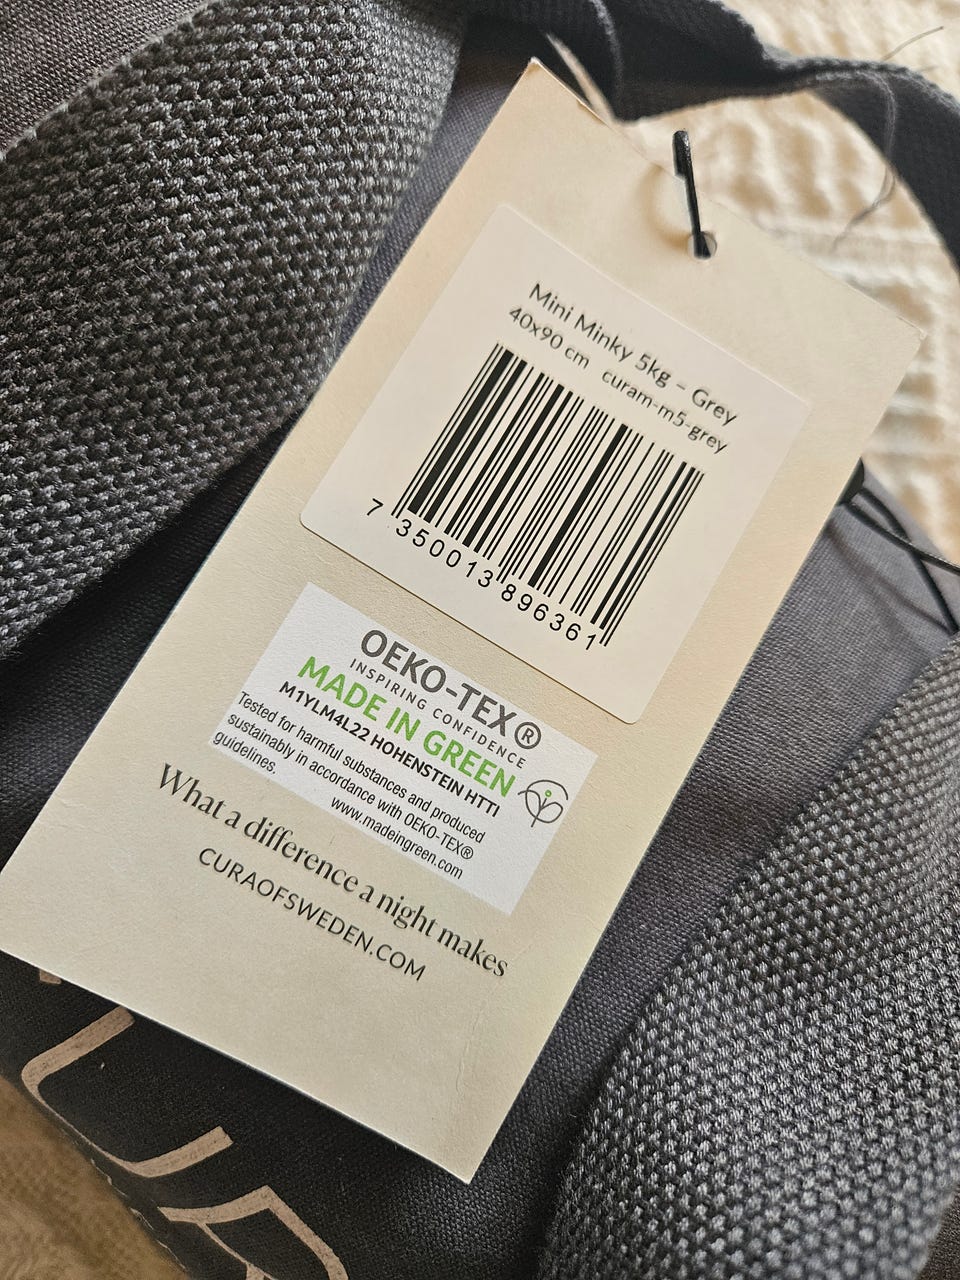 Mini Minky 5kg – Grey
40x90 cm curam-m5-grey
7 350013 896361
OEKO-TEX®
INSPIRING CONFIDENCE
MADE IN GREEN
M1YLM4L22 HOHENSTEIN HTTI
Tested for harmful substances and produced
sustainably in accordance with OEKO-TEX®
guidelines.
www.madeingreen.com
What a difference a night makes
CURAOFSWEDEN.COM